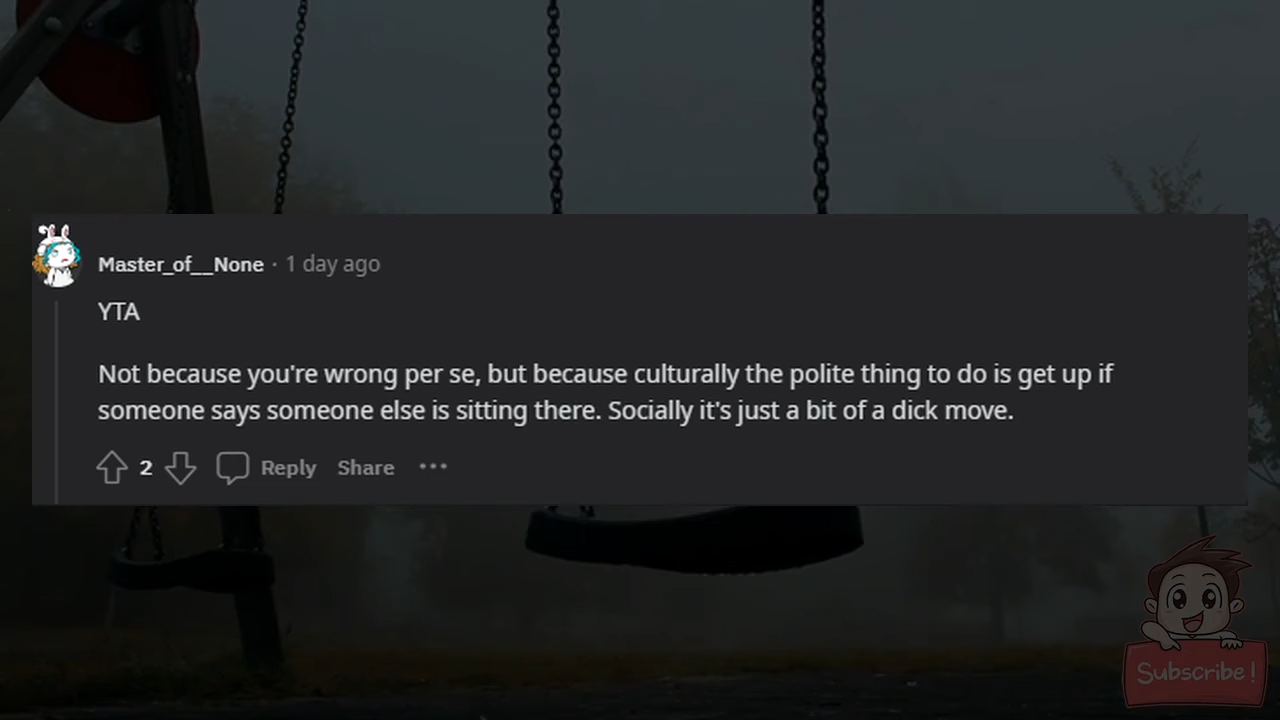 Master_of__None · 1 day ago
YTA
Not because you're wrong per se, but because culturally the polite thing to do is get up if
someone says someone else is sitting there. Socially it's just a bit of a dick move.
2 Reply Share ···
Subscribe!